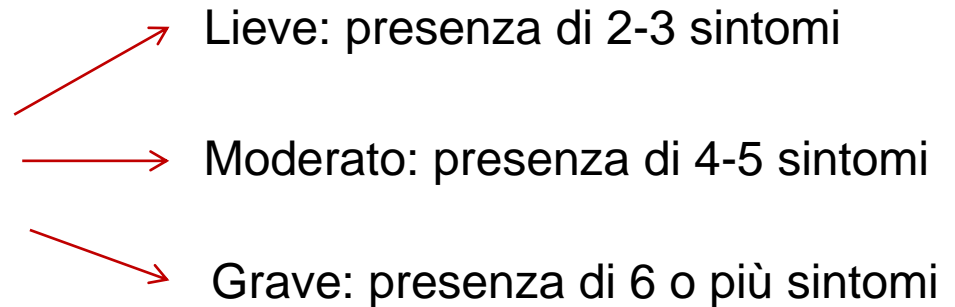 Lieve: presenza di 2-3 sintomi
Moderato: presenza di 4-5 sintomi
Grave: presenza di 6 o più sintomi